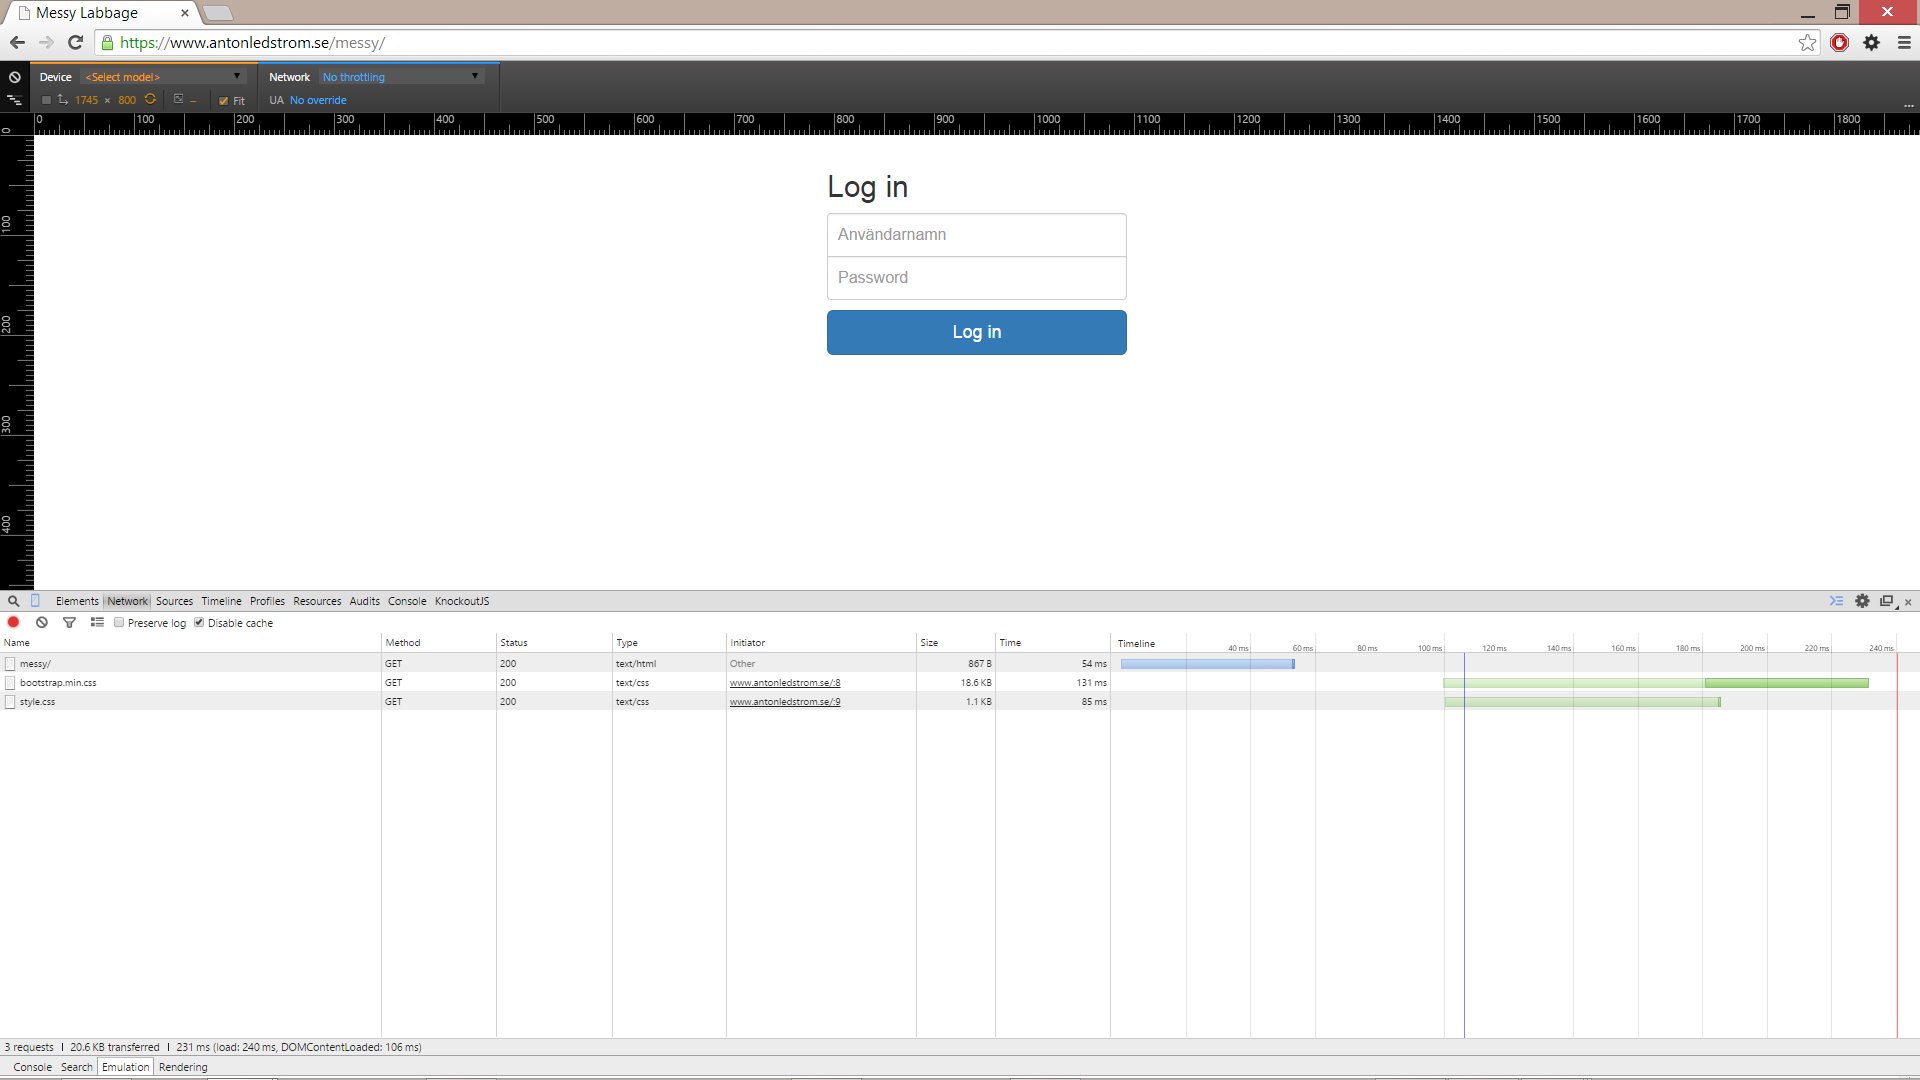 Messy Labbage
https://www.antonledstrom.se/messy/
Device <Select model> Network No throttling
1745 × 800 Fit UA No override
0 100 200 300 400 500 600 700 800 900 1000 1100 1200 1300 1400 1500 1600 1700 1800
0
100
200
300
400
Log in
Användarnamn
Password
Log in
Elements Network Sources Timeline Profiles Resources Audits Console KnockoutJS
Preserve log Disable cache
Name Method Status Type Initiator Size Time Timeline 40 ms 60 ms 80 ms 100 ms 120 ms 140 ms 160 ms 180 ms 200 ms 220 ms 240 ms
messy/ GET 200 text/html Other 867 B 54 ms
bootstrap.min.css GET 200 text/css www.antonledstrom.se/:8 18.6 KB 131 ms
style.css GET 200 text/css www.antonledstrom.se/:9 1.1 KB 85 ms
3 requests | 20.6 KB transferred | 231 ms (load: 240 ms, DOMContentLoaded: 106 ms)
Console Search Emulation Rendering